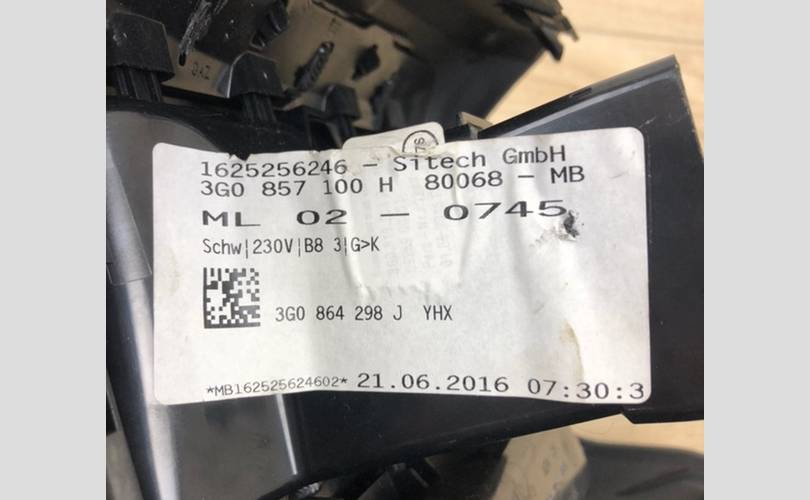 1625256246 - Sitech GmbH
3G0 857 100 H 80068 - MB
ML 02 - 0745
Schw|230V|B8 3|G>K
3G0 864 298 J YHX
*MB162525624602* 21.06.2016 07:30:3